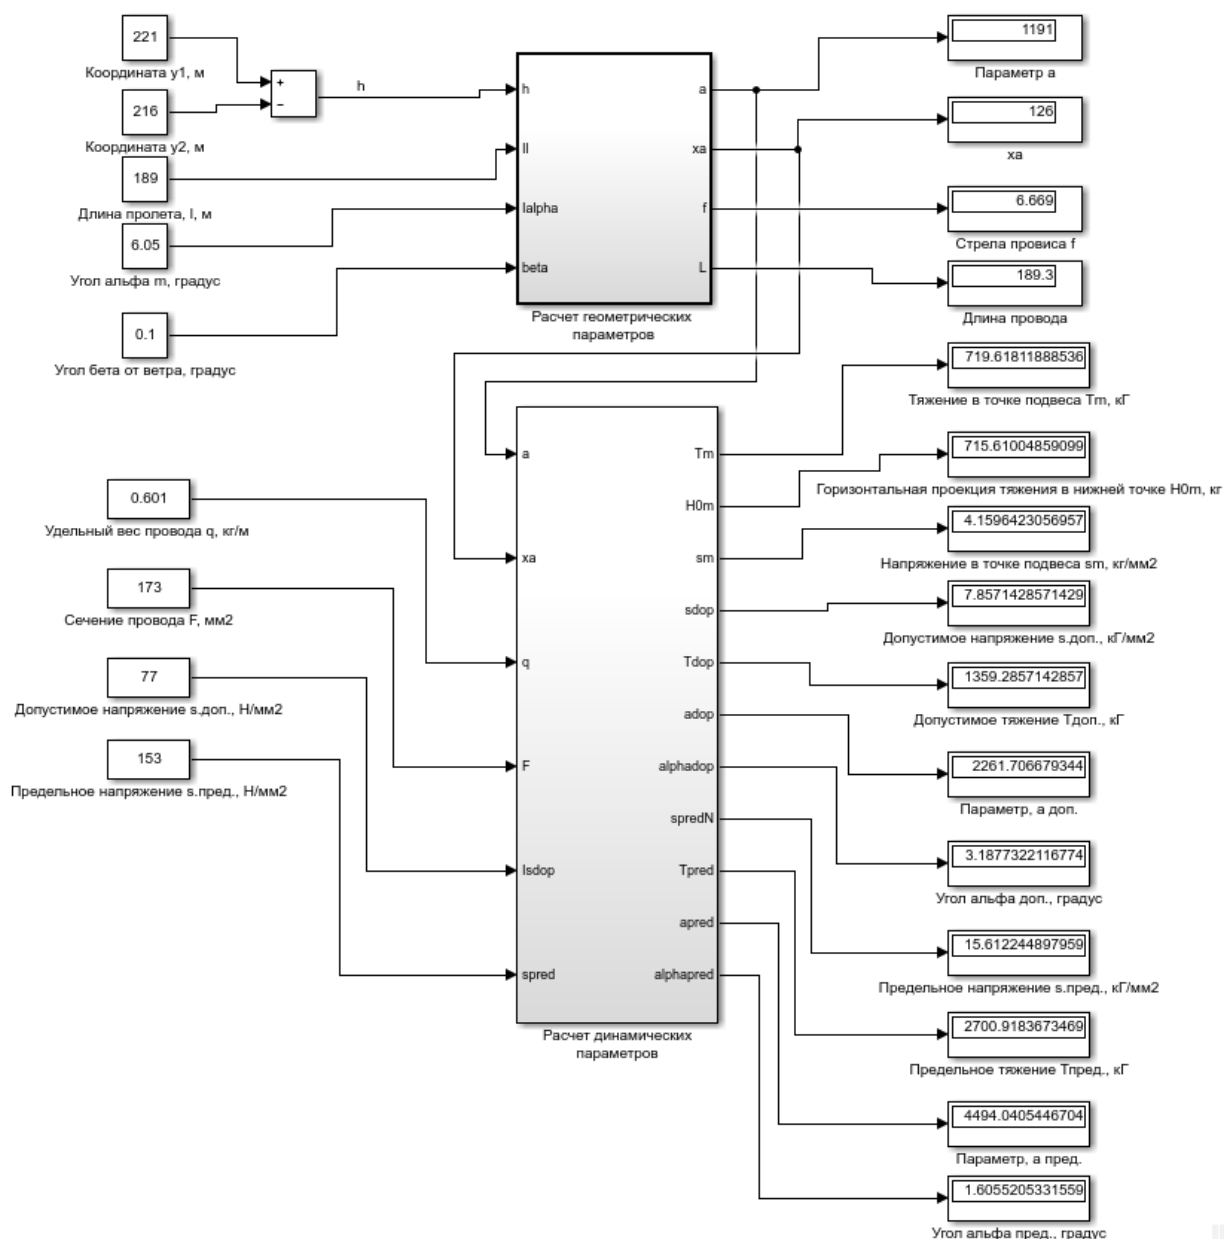 221
Координата y1, м
216
Координата y2, м
189
Длина пролета, l, м
6.05
Угол альфа m, градус
0.1
Угол бета от ветра, градус
+
−
h
h
ll
lalpha
beta
a
xa
f
L
Расчет геометрических
параметров
1191
Параметр a
126
xa
6.669
Стрела провиса f
189.3
Длина провода
0.601
Удельный вес провода q, кг/м
173
Сечение провода F, мм2
77
Допустимое напряжение s.доп., Н/мм2
153
Предельное напряжение s.пред., Н/мм2
a
xa
q
F
lsdop
spred
Tm
H0m
sm
sdop
Tdop
adop
alphadop
spredN
Tpred
apred
alphapred
Расчет динамических
параметров
719.61811888536
Тяжение в точке подвеса Tm, кГ
715.61004859099
Горизонтальная проекция тяжения в нижней точке H0m, кг
4.1596423056957
Напряжение в точке подвеса sm, кг/мм2
7.8571428571429
Допустимое напряжение s.доп., кГ/мм2
1359.2857142857
Допустимое тяжение Tдоп., кГ
2261.706679344
Параметр, а доп.
3.1877322116774
Угол альфа доп., градус
15.612244897959
Предельное напряжение s.пред., кГ/мм2
2700.9183673469
Предельное тяжение Tпред., кГ
4494.0405446704
Параметр, а пред.
1.6055205331559
Угол альфа пред., градус